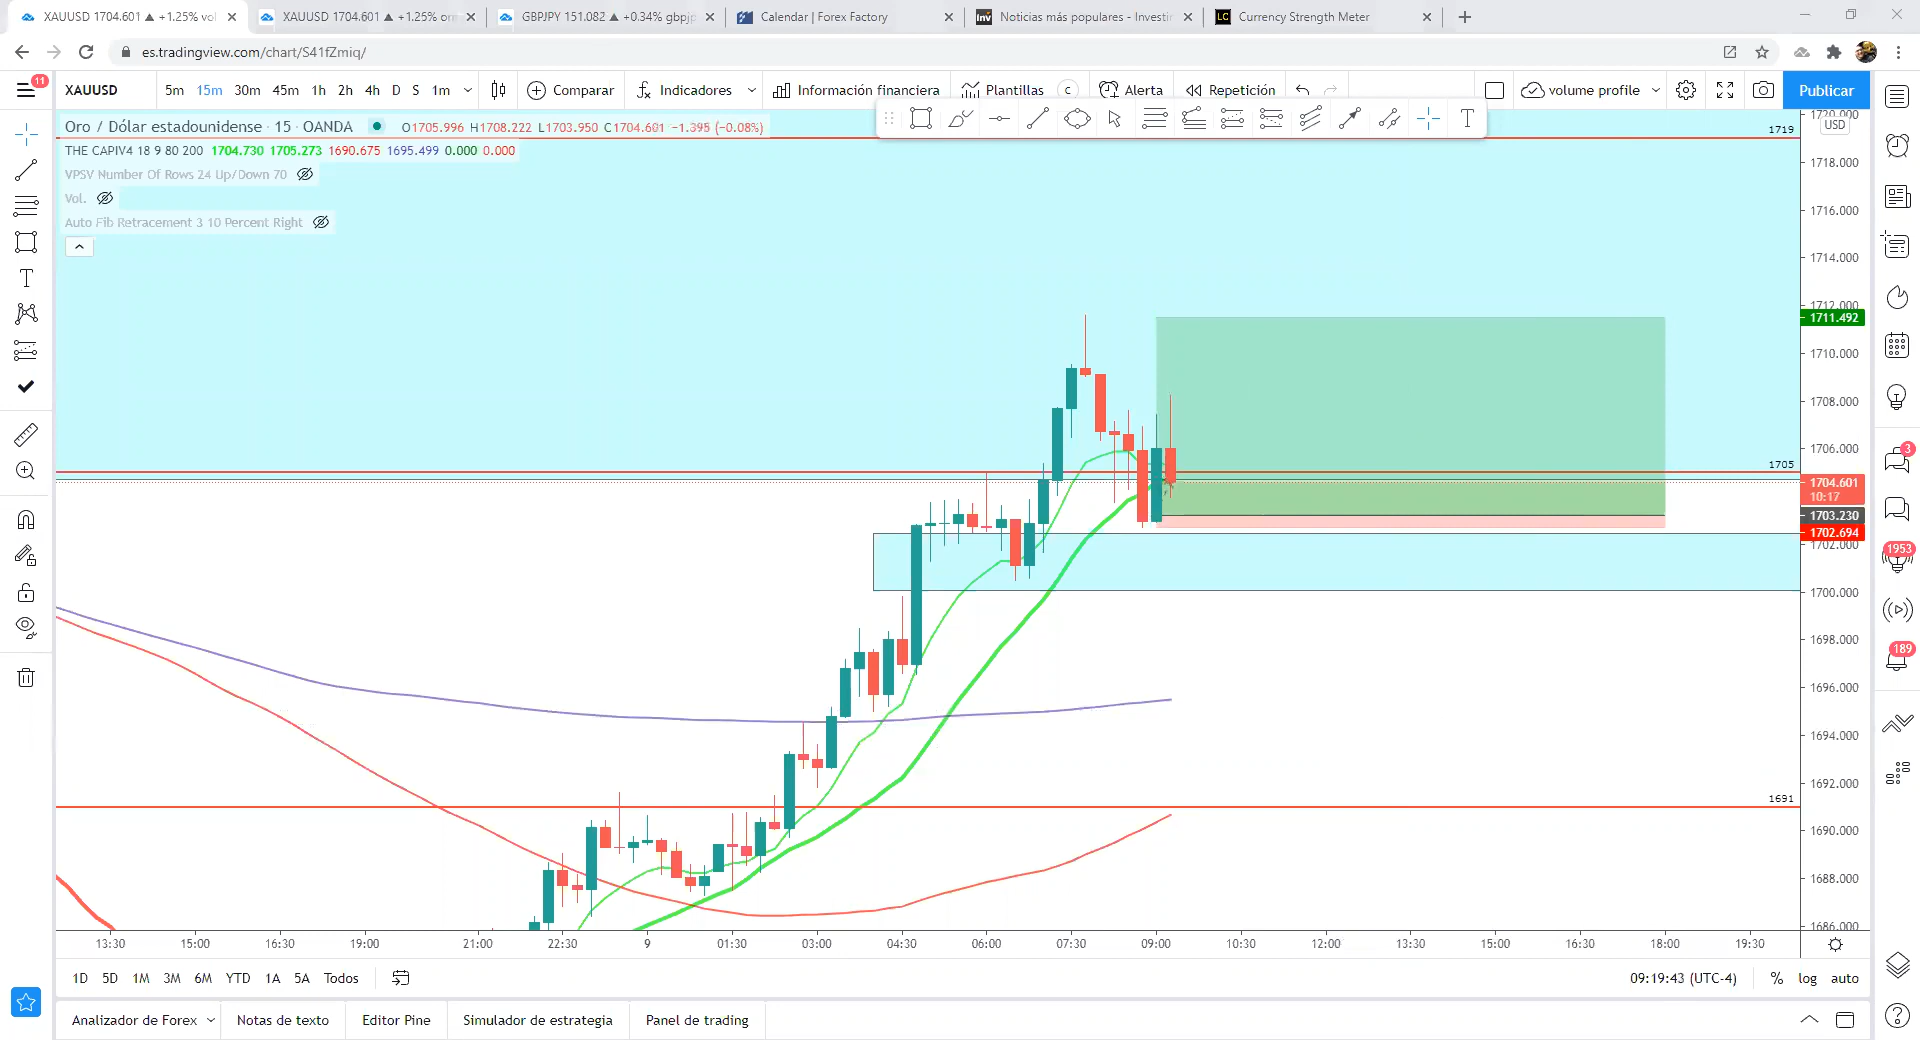 XAUUSD 1704.601 ▲ +1.25% vol
XAUUSD 1704.601 ▲ +1.25% orn
GBPJPY 151.082 ▲ +0.34% gbpjp
Calendar | Forex Factory
Inv Noticias más populares - Investin
LC Currency Strength Meter
es.tradingview.com/chart/S41fZmiq/
11
XAUUSD 5m 15m 30m 45m 1h 2h 4h D S 1m Comparar Indicadores Información financiera Plantillas C Alerta Repetición volume profile Publicar
Oro / Dólar estadounidense · 15 · OANDA O1705.996 H1708.222 L1703.950 C1704.601 −1.395 (−0.08%)
THE CAPIV4 18 9 80 200 1704.730 1705.273 1690.675 1695.499 0.000 0.000
VPSV Number Of Rows 24 Up/Down 70
Vol.
Auto Fib Retracement 3 10 Percent Right
1720.000
USD
1719
1718.000
1716.000
1714.000
1712.000
1711.492
1710.000
1708.000
1706.000
1705
1704.601
10:17
1703.230
1702.694
1702.000
1700.000
1698.000
1696.000
1694.000
1692.000
1691
1690.000
1688.000
1686.000
3
1953
189
13:30 15:00 16:30 19:00 21:00 22:30 9 01:30 03:00 04:30 06:00 07:30 09:00 10:30 12:00 13:30 15:00 16:30 18:00 19:30
1D 5D 1M 3M 6M YTD 1A 5A Todos 09:19:43 (UTC-4) % log auto
Analizador de Forex Notas de texto Editor Pine Simulador de estrategia Panel de trading